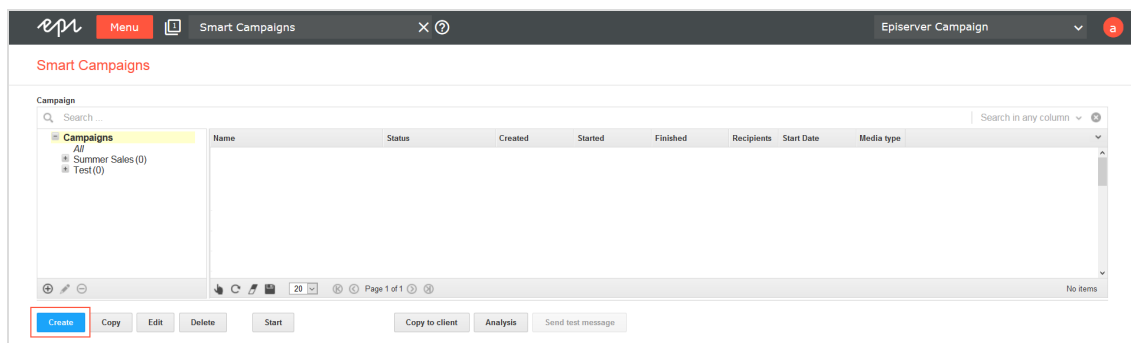 epi Menu 1 Smart Campaigns Episerver Campaign a
Smart Campaigns
Campaign
Search ... Search in any column
Campaigns Name Status Created Started Finished Recipients Start Date Media type
All
Summer Sales (0)
Test (0)
20 Page 1 of 1 No items
Create Copy Edit Delete Start Copy to client Analysis Send test message